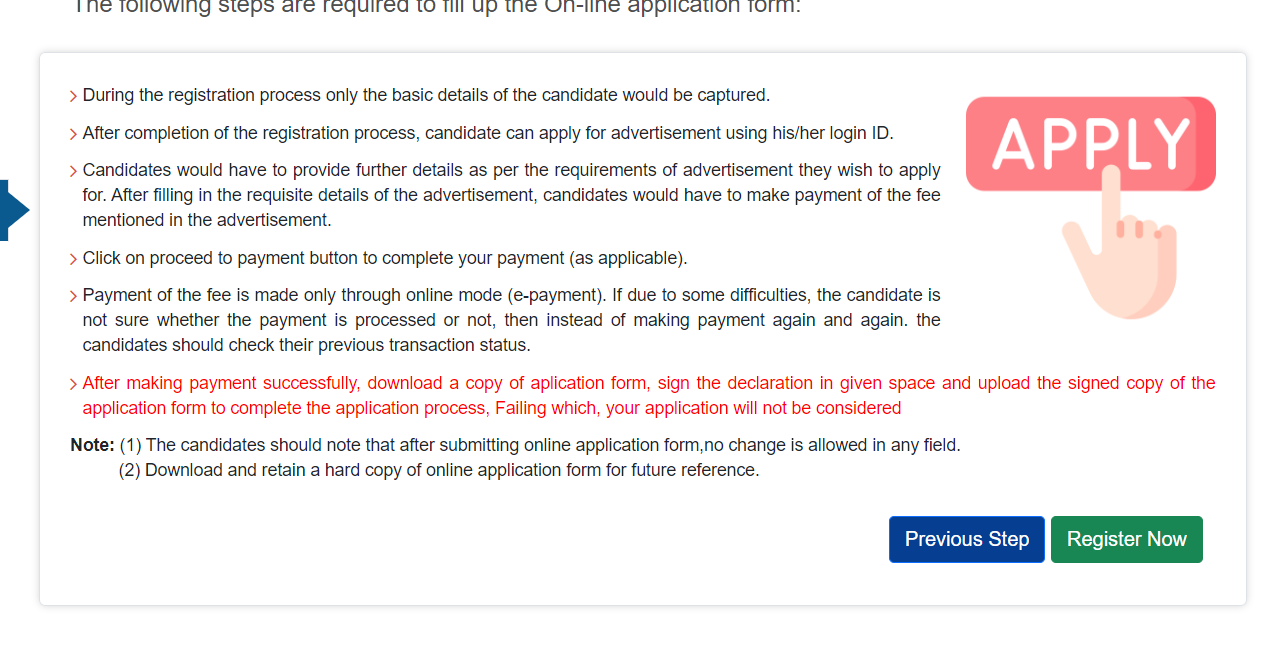 The following steps are required to fill up the On-line application form:
During the registration process only the basic details of the candidate would be captured.
After completion of the registration process, candidate can apply for advertisement using his/her login ID.
Candidates would have to provide further details as per the requirements of advertisement they wish to apply
for. After filling in the requisite details of the advertisement, candidates would have to make payment of the fee
mentioned in the advertisement.
Click on proceed to payment button to complete your payment (as applicable).
Payment of the fee is made only through online mode (e-payment). If due to some difficulties, the candidate is
not sure whether the payment is processed or not, then instead of making payment again and again. the
candidates should check their previous transaction status.
APPLY
After making payment successfully, download a copy of aplication form, sign the declaration in given space and upload the signed copy of the
application form to complete the application process, Failing which, your application will not be considered
Note: (1) The candidates should note that after submitting online application form,no change is allowed in any field.
(2) Download and retain a hard copy of online application form for future reference.
Previous Step
Register Now